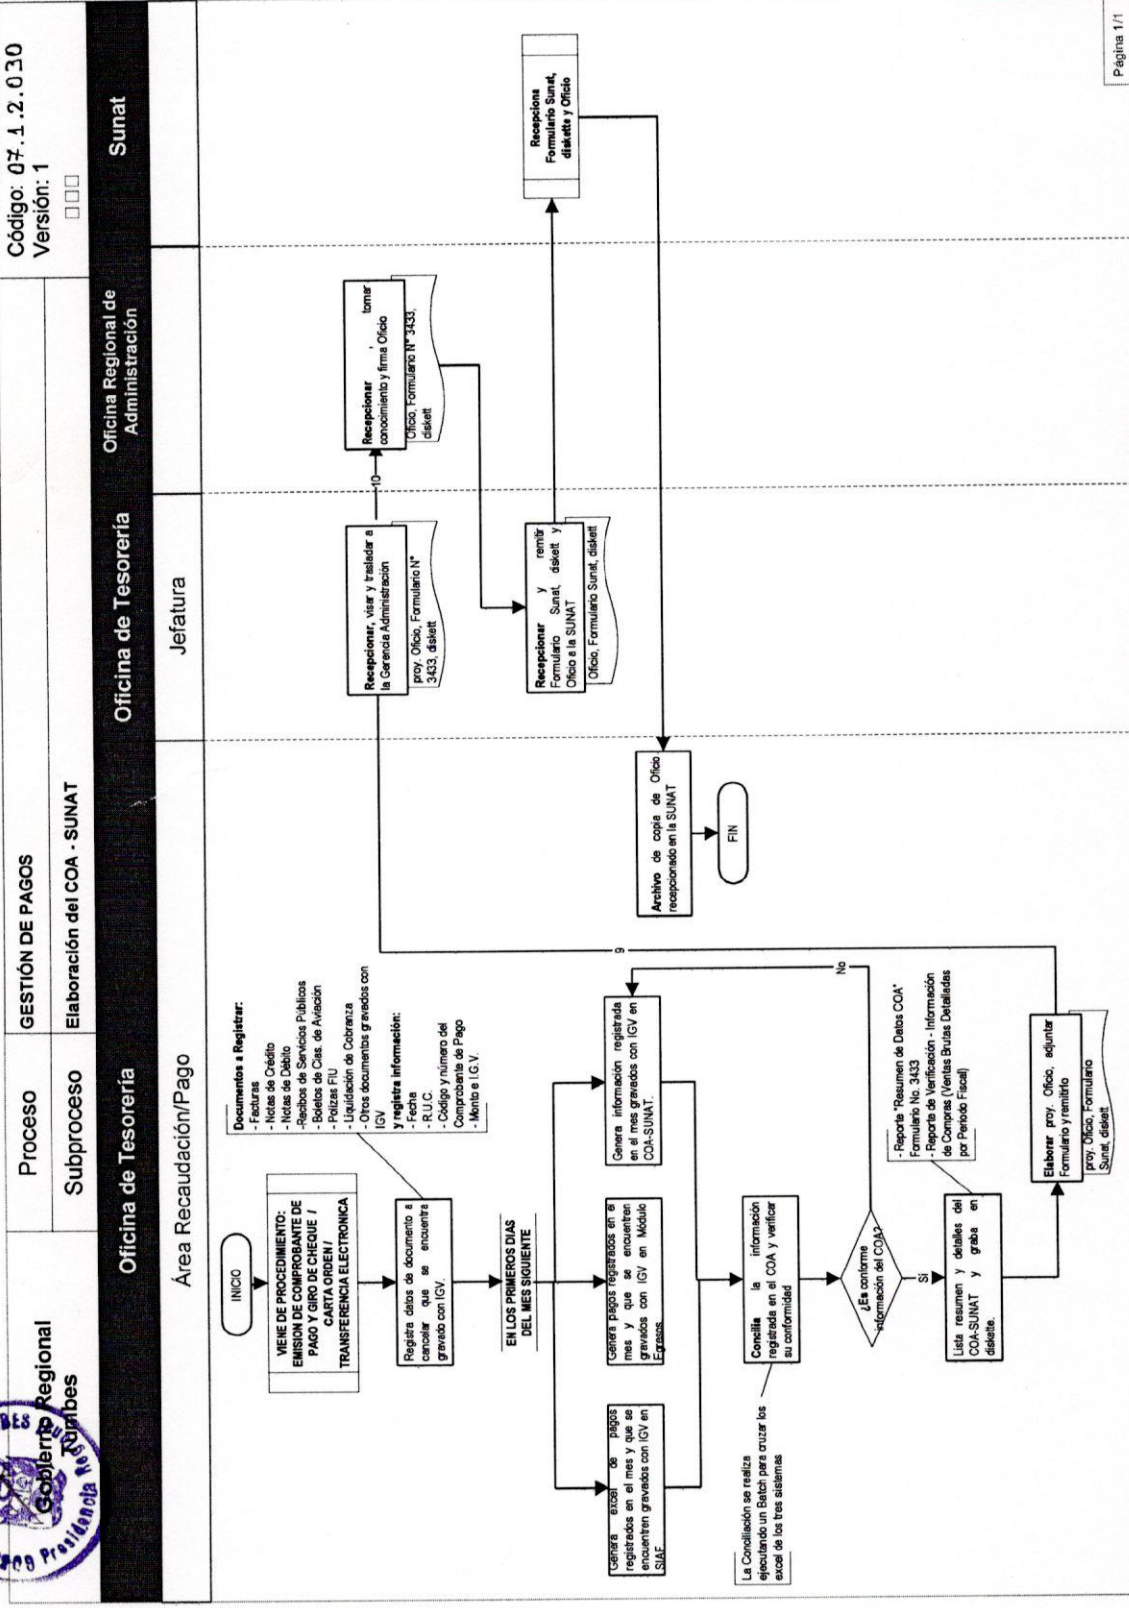 Gobierno Regional
Tumbes
Proceso
GESTIÓN DE PAGOS
Subproceso
Elaboración del COA - SUNAT
Código: 07.1.2.030
Versión: 1
Oficina de Tesorería
Oficina de Tesorería
Oficina Regional de
Administración
Sunat
Área Recaudación/Pago
Jefatura
INICIO
VIENE DE PROCEDIMIENTO:
EMISION DE COMPROBANTE DE
PAGO Y GIRO DE CHEQUE /
CARTA ORDEN /
TRANSFERENCIA ELECTRONICA
Documentos a Registrar:
- Facturas
- Notas de Crédito
- Notas de Débito
-Recibos de Servicios Públicos
- Boletos de Cias. de Aviación
- Polizas FIU
- Liquidación de Cobranza
- Otros documentos gravados con
IGV
y registra información:
- Fecha
- R.U.C.
- Código y número del
Comprobante de Pago
- Monto e I.G.V.
Registra datos de documento a
cancelar que se encuentra
gravado con IGV.
EN LOS PRIMEROS DIAS
DEL MES SIGUIENTE
Genera excel de pagos
registrados en el mes y que se
encuentren gravados con IGV en
SIAF
Genera pagos registrados en el
mes y que se encuentren
gravados con IGV en Módulo
Egresos
Genera información registrada
en el mes gravados con IGV en
COA-SUNAT.
La Conciliación se realiza
ejecutando un Batch para cruzar los
excel de los tres sistemas
Concilia la información
registrada en el COA y verificar
su conformidad
¿Es conforme
información del COA?
No
Sí
Lista resumen y detalles del
COA-SUNAT y graba en
diskette.
- Reporte "Resumen de Datos COA"
Formulario No. 3433
- Reporte de Verificación - Información
de Compras (Ventas Brutas Detalladas
por Periodo Fiscal)
Elaborar proy. Oficio, adjuntar
Formulario y remitirlo
proy. Oficio, Formulario
Sunat, diskett
9
Recepcionar, visar y trasladar a
la Gerencia Administración
proy. Oficio, Formulario N°
3433, diskett
10
Recepcionar , tomar
conocimiento y firma Oficio
Oficio, Formulario N° 3433,
diskett
Recepcionar y remitir
Formulario Sunat, diskett y
Oficio a la SUNAT
Oficio, Formulario Sunat, diskett
Recepciona
Formulario Sunat,
diskette y Oficio
Archivo de copia de Oficio
recepcionado en la SUNAT
FIN
Página 1/1